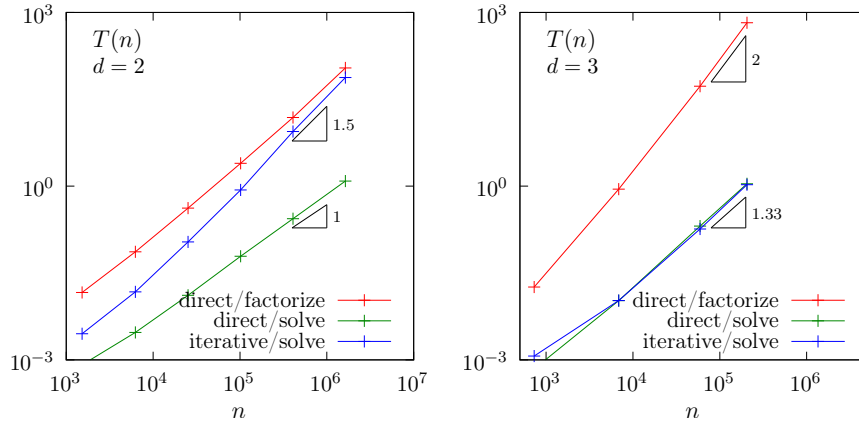 10^3
10^0
10^-3
T(n)
d = 2
1.5
1
direct/factorize
direct/solve
iterative/solve
10^3 10^4 10^5 10^6 10^7
n
10^3
10^0
10^-3
T(n)
d = 3
2
1.33
direct/factorize
direct/solve
iterative/solve
10^3 10^4 10^5 10^6
n